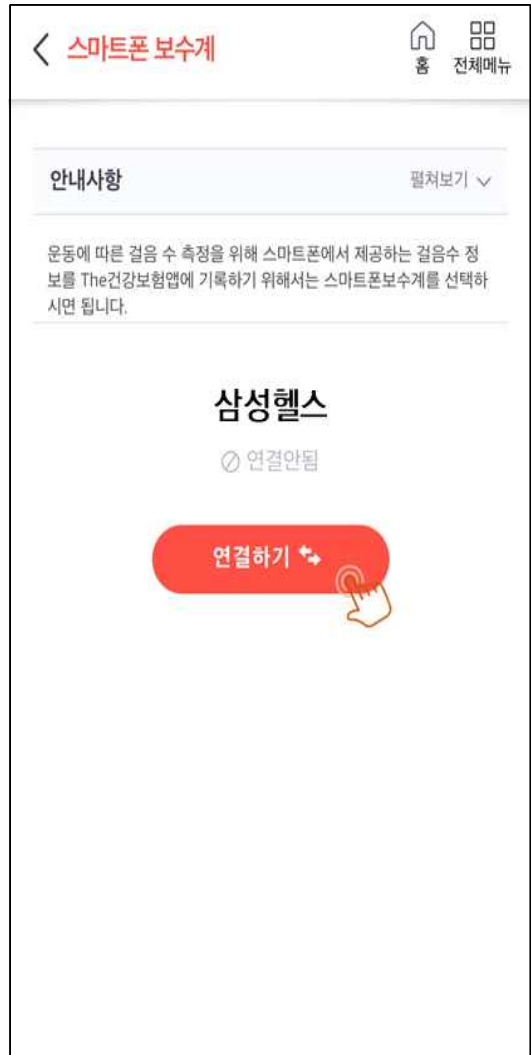 스마트폰 보수계
홈 전체메뉴
안내사항 펼쳐보기
운동에 따른 걸음 수 측정을 위해 스마트폰에서 제공하는 걸음수 정
보를 The건강보험앱에 기록하기 위해서는 스마트폰보수계를 선택하
시면 됩니다.
삼성헬스
연결안됨
연결하기